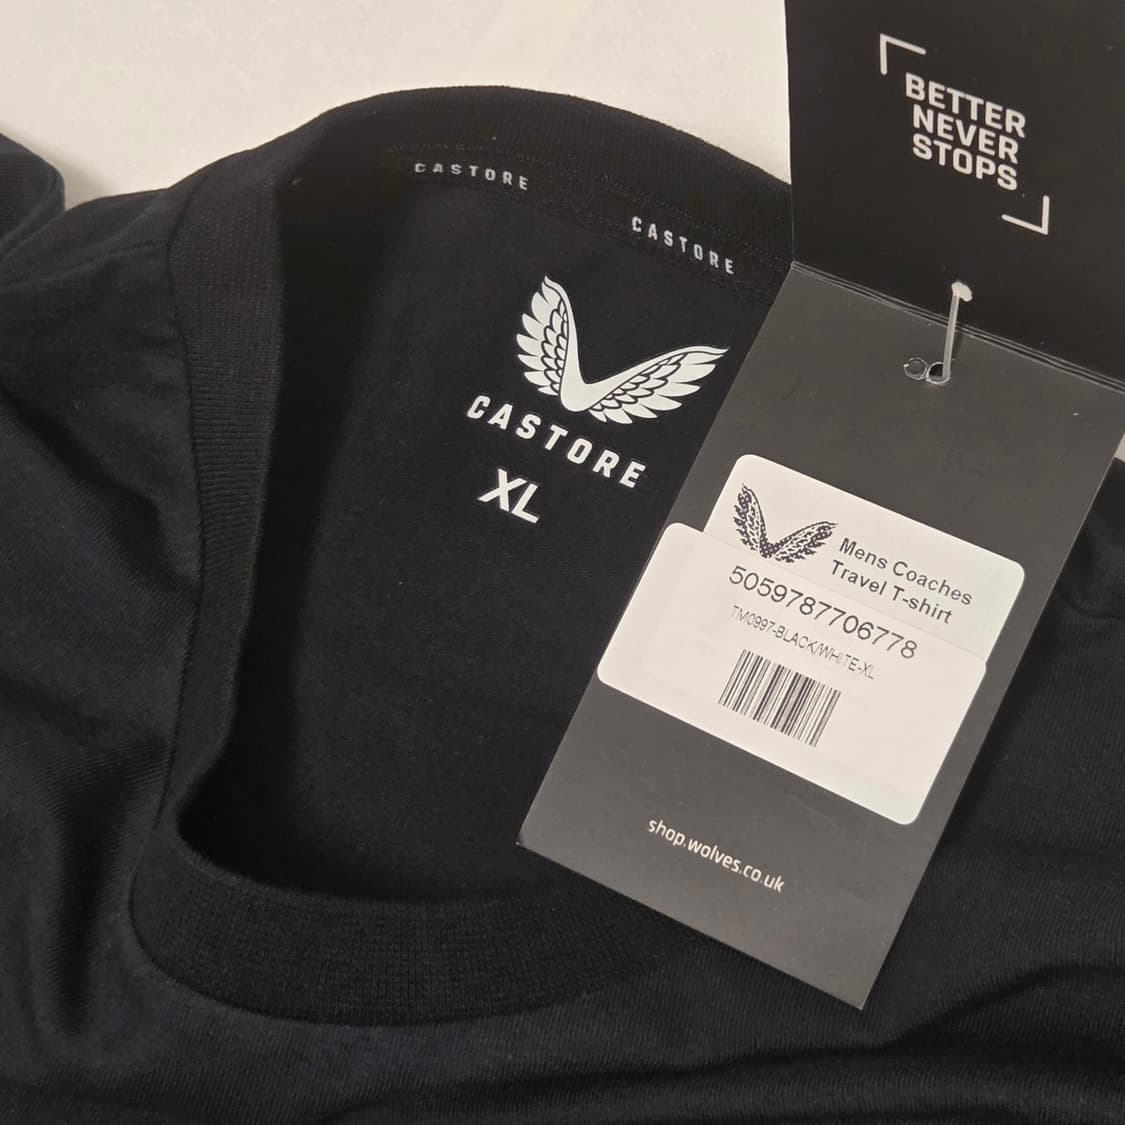 BETTER
NEVER
STOPS
CASTORE
CASTORE
CASTORE
XL
Mens Coaches
Travel T-shirt
5059787706778
TM0997-BLACK/WHITE-XL
shop.wolves.co.uk